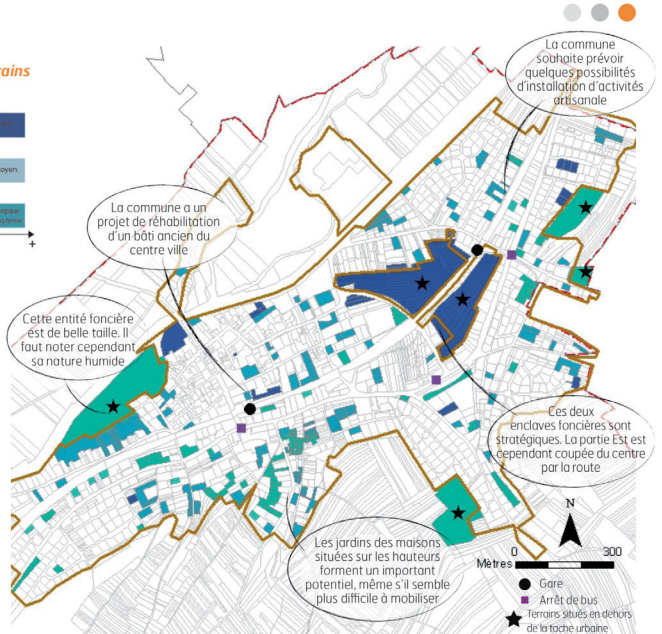 La commune
souhaite prévoir
quelques possibilités
d'installation d'activités
artisanale
La commune a un
projet de réhabilitation
d'un bâti ancien du
centre ville
Cette entité foncière
est de belle taille. Il
faut noter cependant
sa nature humide
Ces deux
enclaves foncières sont
stratégiques. La partie Est est
cependant coupée du centre
par la route
Les jardins des maisons
situées sur les hauteurs
forment un important
potentiel, même s'il semble
plus difficile à mobiliser
N
0 300
Mètres
Gare
Arrêt de bus
Terrains situés en dehors
de la tache urbaine
+